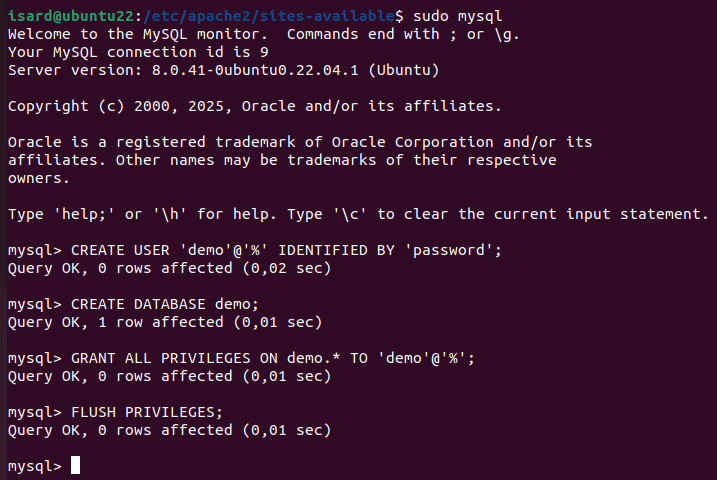 isard@ubuntu22:/etc/apache2/sites-available$ sudo mysql
Welcome to the MySQL monitor.  Commands end with ; or \g.
Your MySQL connection id is 9
Server version: 8.0.41-0ubuntu0.22.04.1 (Ubuntu)

Copyright (c) 2000, 2025, Oracle and/or its affiliates.

Oracle is a registered trademark of Oracle Corporation and/or its
affiliates. Other names may be trademarks of their respective
owners.

Type 'help;' or '\h' for help. Type '\c' to clear the current input statement.

mysql> CREATE USER 'demo'@'%' IDENTIFIED BY 'password';
Query OK, 0 rows affected (0,02 sec)

mysql> CREATE DATABASE demo;
Query OK, 1 row affected (0,01 sec)

mysql> GRANT ALL PRIVILEGES ON demo.* TO 'demo'@'%';
Query OK, 0 rows affected (0,01 sec)

mysql> FLUSH PRIVILEGES;
Query OK, 0 rows affected (0,01 sec)

mysql>